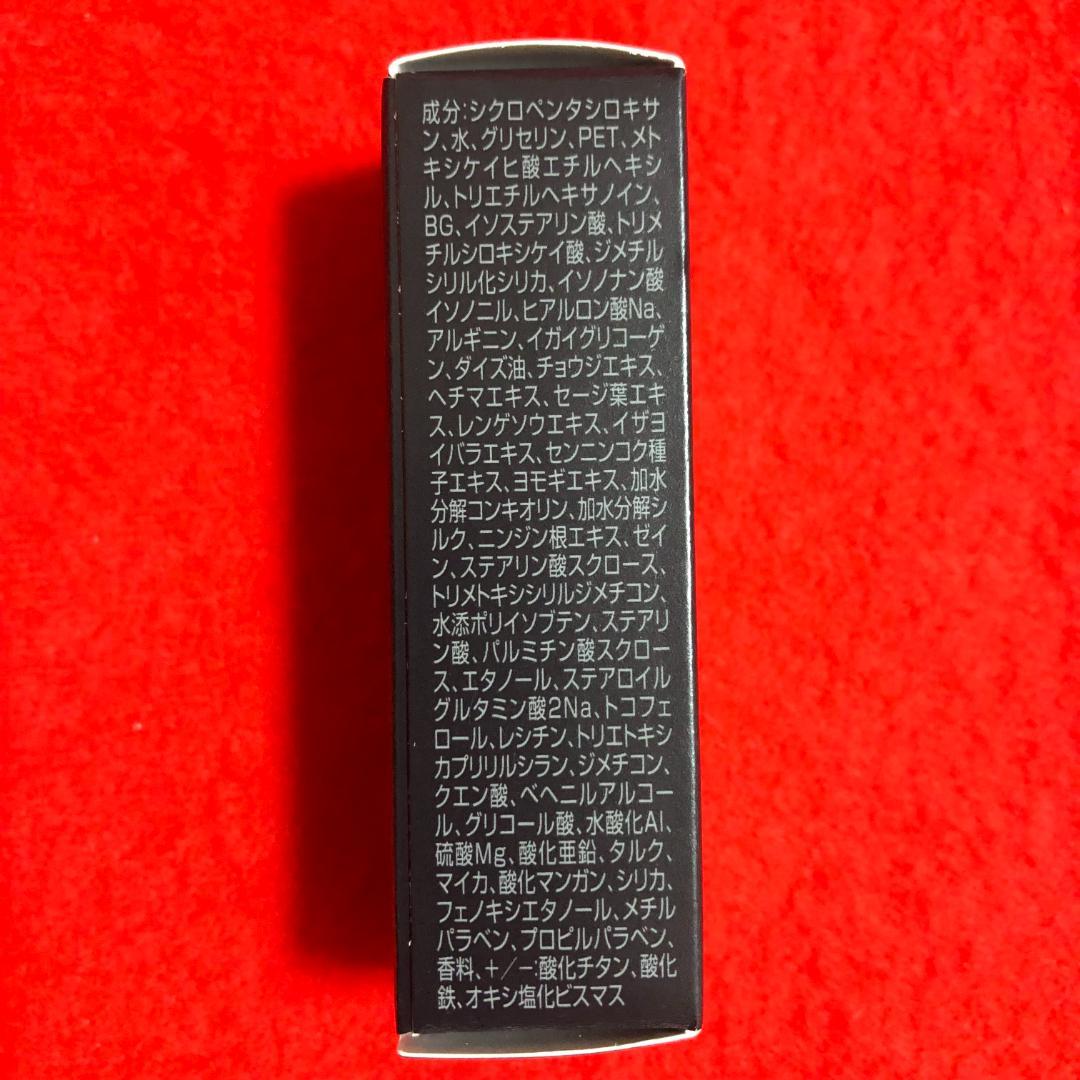 成分:シクロペンタシロキサ
ン、水、グリセリン、PET、メト
キシケイヒ酸エチルヘキシ
ル、トリエチルヘキサノイン、
BG、イソステアリン酸、トリメ
チルシロキシケイ酸、ジメチル
シリル化シリカ、イソノナン酸
イソノニル、ヒアルロン酸Na、
アルギニン、イガイグリコーゲ
ン、ダイズ油、チョウジエキス、
ヘチマエキス、セージ葉エキ
ス、レンゲソウエキス、イザヨ
イバラエキス、センニンコク種
子エキス、ヨモギエキス、加水
分解コンキオリン、加水分解シ
ルク、ニンジン根エキス、ゼイ
ン、ステアリン酸スクロース、
トリメトキシシリルジメチコン、
水添ポリイソブテン、ステアリ
ン酸、パルミチン酸スクロー
ス、エタノール、ステアロイル
グルタミン酸2Na、トコフェ
ロール、レシチン、トリエトキシ
カプリリルシラン、ジメチコン、
クエン酸、ベヘニルアルコー
ル、グリコール酸、水酸化Al、
硫酸Mg、酸化亜鉛、タルク、
マイカ、酸化マンガン、シリカ、
フェノキシエタノール、メチル
パラベン、プロピルパラベン、
香料、+/-:酸化チタン、酸化
鉄、オキシ塩化ビスマス